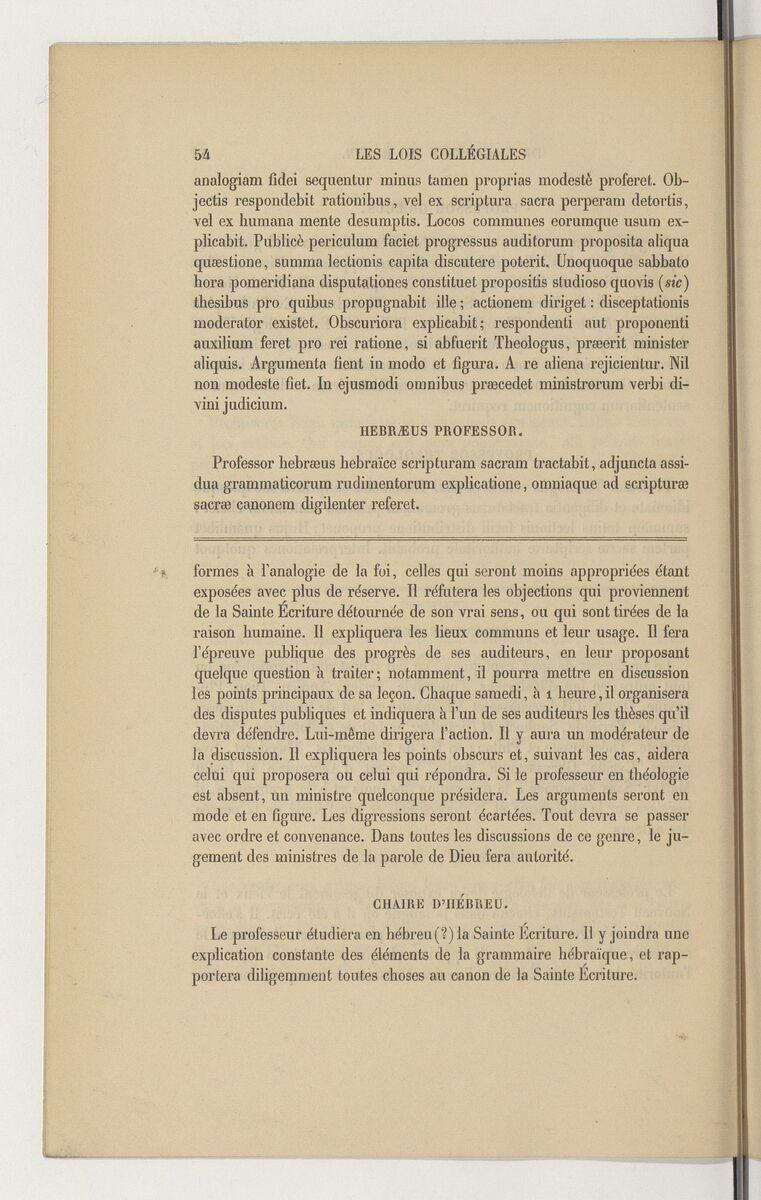 54
LES LOIS COLLÉGIALES
analogiam fidei sequentur minus tamen proprias modestè proferet. Ob-
jectis respondebit rationibus, vel ex scriptura sacra perperam detortis,
vel ex humana mente desumptis. Locos communes eorumque usum ex-
plicabit. Publicè periculum faciet progressus auditorum proposita aliqua
quæstione, summa lectionis capita discutere poterit. Unoquoque sabbato
hora pomeridiana disputationes constituet propositis studioso quovis (sic)
thesibus pro quibus propugnabit ille; actionem diriget: disceptationis
moderator existet. Obscuriora explicabit; respondenti aut proponenti
auxilium feret pro rei ratione, si abfuerit Theologus, præerit minister
aliquis. Argumenta fient in modo et figura. A re aliena rejicientur. Nil
non modeste fiet. In ejusmodi omnibus præcedet ministrorum verbi di-
vini judicium.
HEBRÆUS PROFESSOR.
Professor hebræus hebraïce scripturam sacram tractabit, adjuncta assi-
dua grammaticorum rudimentorum explicatione, omniaque ad scripturæ
sacræ canonem digilenter referet.
formes à l'analogie de la foi, celles qui seront moins appropriées étant
exposées avec plus de réserve. Il réfutera les objections qui proviennent
de la Sainte Écriture détournée de son vrai sens, ou qui sont tirées de la
raison humaine. Il expliquera les lieux communs et leur usage. Il fera
l'épreuve publique des progrès de ses auditeurs, en leur proposant
quelque question à traiter; notamment, il pourra mettre en discussion
les points principaux de sa leçon. Chaque samedi, à 1 heure, il organisera
des disputes publiques et indiquera à l'un de ses auditeurs les thèses qu'il
devra défendre. Lui-même dirigera l'action. Il y aura un modérateur de
la discussion. Il expliquera les points obscurs et, suivant les cas, aidera
celui qui proposera ou celui qui répondra. Si le professeur en théologie
est absent, un ministre quelconque présidera. Les arguments seront en
mode et en figure. Les digressions seront écartées. Tout devra se passer
avec ordre et convenance. Dans toutes les discussions de ce genre, le ju-
gement des ministres de la parole de Dieu fera autorité.
CHAIRE D'HÉBREU.
Le professeur étudiera en hébreu(?) la Sainte Écriture. Il y joindra une
explication constante des éléments de la grammaire hébraïque, et rap-
portera diligemment toutes choses au canon de la Sainte Écriture.